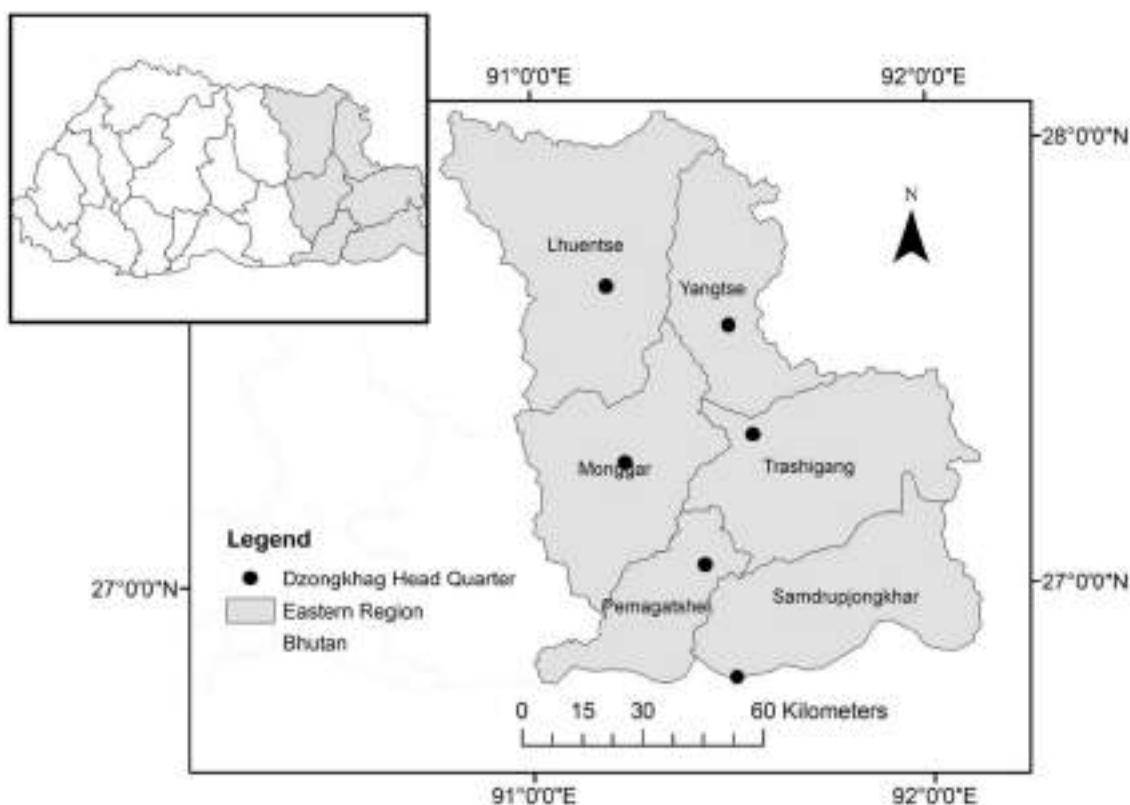 91°0'0"E 92°0'0"E
28°0'0"N
N
Lhuentse
Yangtse
Monggar
Trashigang
Legend
Dzongkhag Head Quarter
27°0'0"N
27°0'0"N
Eastern Region
Pemagatshel
Samdrupjongkhar
Bhutan
0 15 30 60 Kilometers
91°0'0"E 92°0'0"E